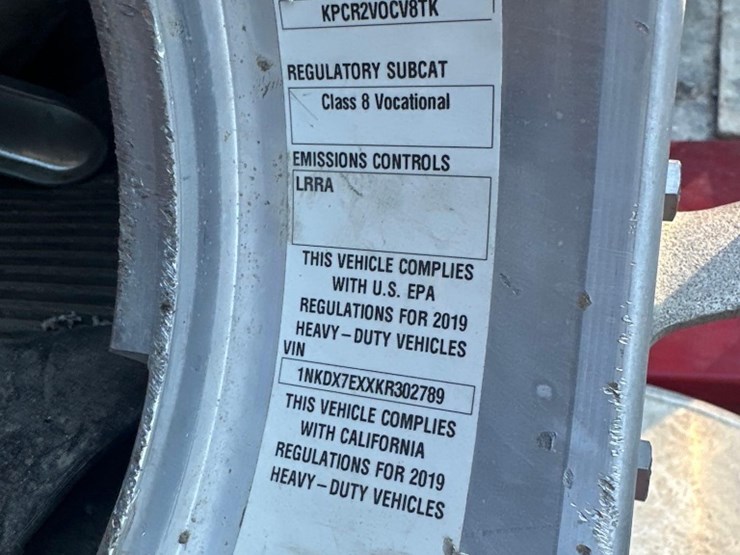 KPCR2VOCV8TK
REGULATORY SUBCAT
Class 8 Vocational
EMISSIONS CONTROLS
LRRA
THIS VEHICLE COMPLIES
WITH U.S. EPA
REGULATIONS FOR 2019
HEAVY-DUTY VEHICLES
VIN
1NKDX7EXXKR302789
THIS VEHICLE COMPLIES
WITH CALIFORNIA
REGULATIONS FOR 2019
HEAVY-DUTY VEHICLES